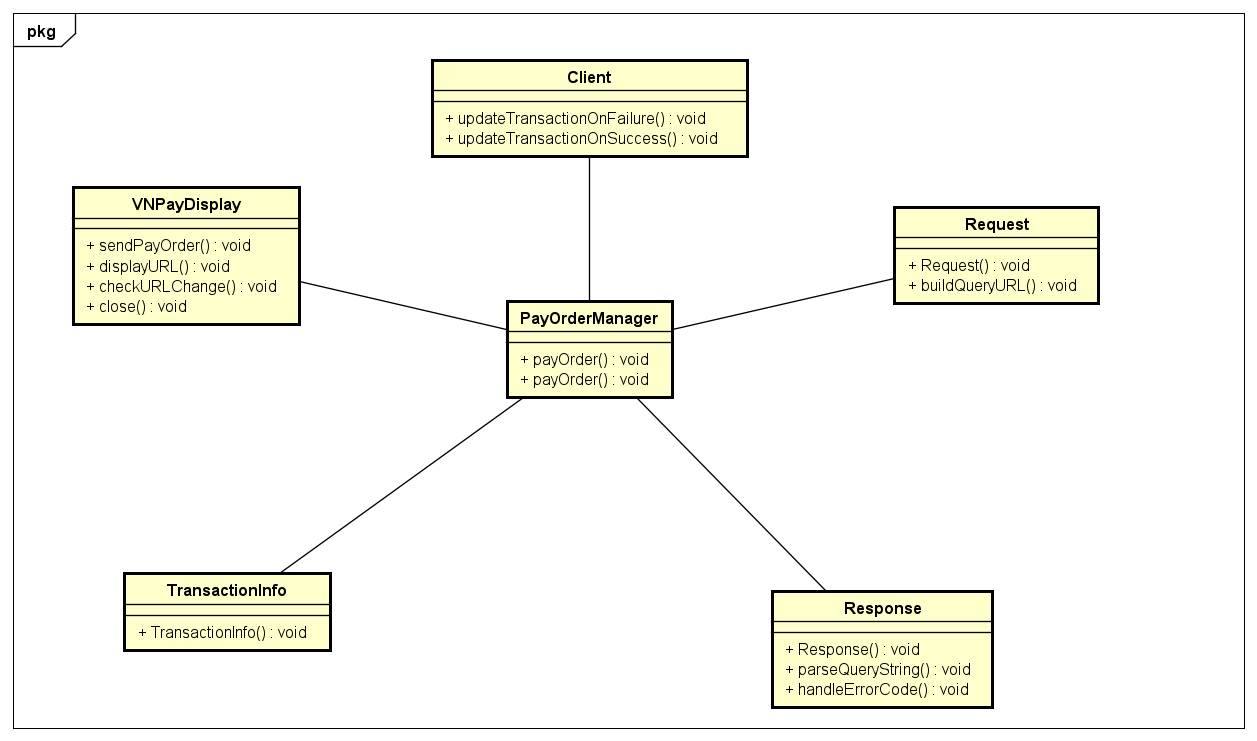 pkg
Client
+ updateTransactionOnFailure() : void
+ updateTransactionOnSuccess() : void
VNPayDisplay
+ sendPayOrder() : void
+ displayURL() : void
+ checkURLChange() : void
+ close() : void
Request
+ Request() : void
+ buildQueryURL() : void
PayOrderManager
+ payOrder() : void
+ payOrder() : void
TransactionInfo
+ TransactionInfo() : void
Response
+ Response() : void
+ parseQueryString() : void
+ handleErrorCode() : void